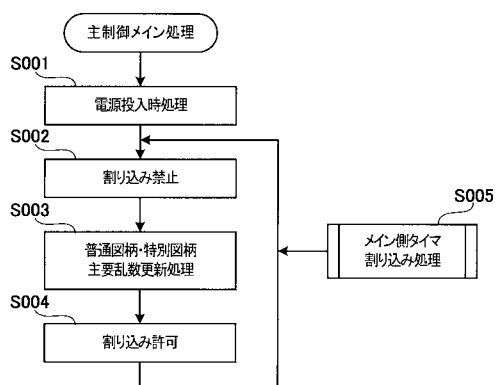 主制御メイン処理
S001
電源投入時処理
S002
割り込み禁止
S003
普通図柄・特別図柄
主要乱数更新処理
S004
割り込み許可
S005
メイン側タイマ
割り込み処理